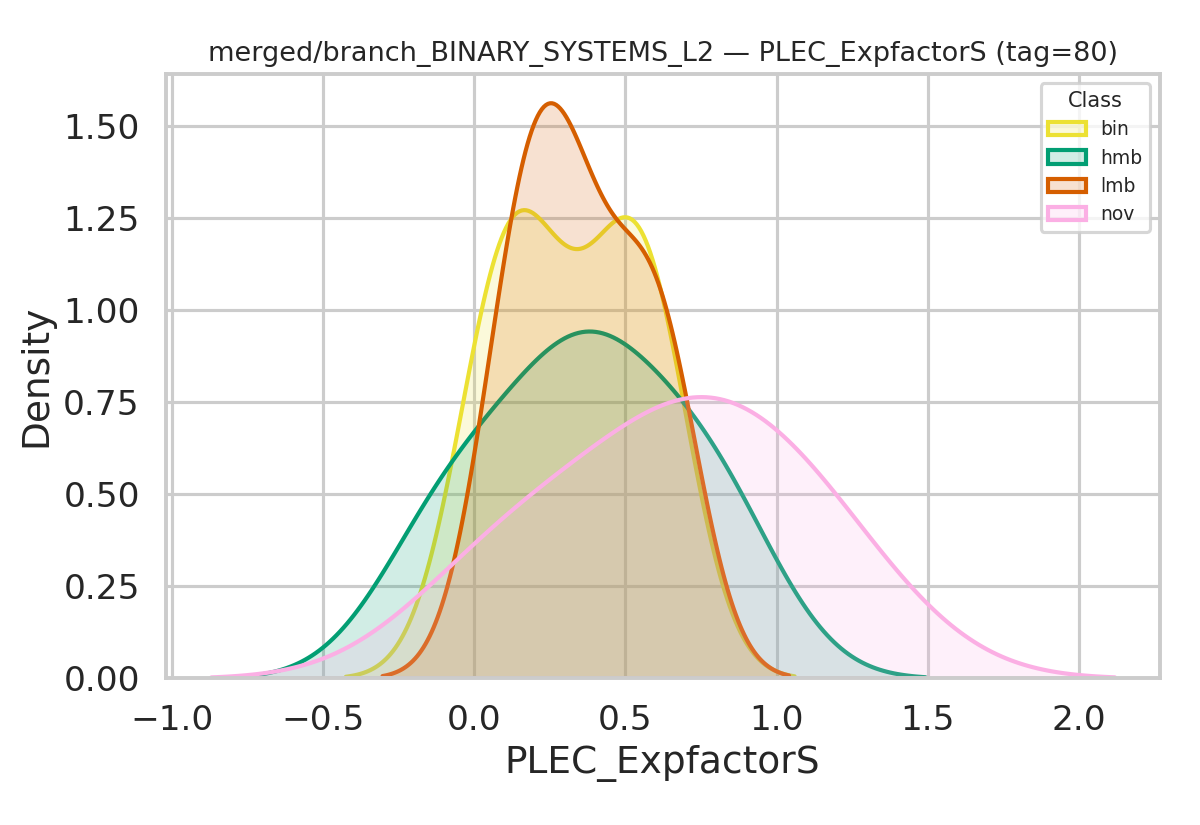 merged/branch_BINARY_SYSTEMS_L2 — PLEC_ExpfactorS (tag=80)
Class
bin
hmb
lmb
nov
Density
1.50
1.25
1.00
0.75
0.50
0.25
0.00
−1.0 −0.5 0.0 0.5 1.0 1.5 2.0
PLEC_ExpfactorS